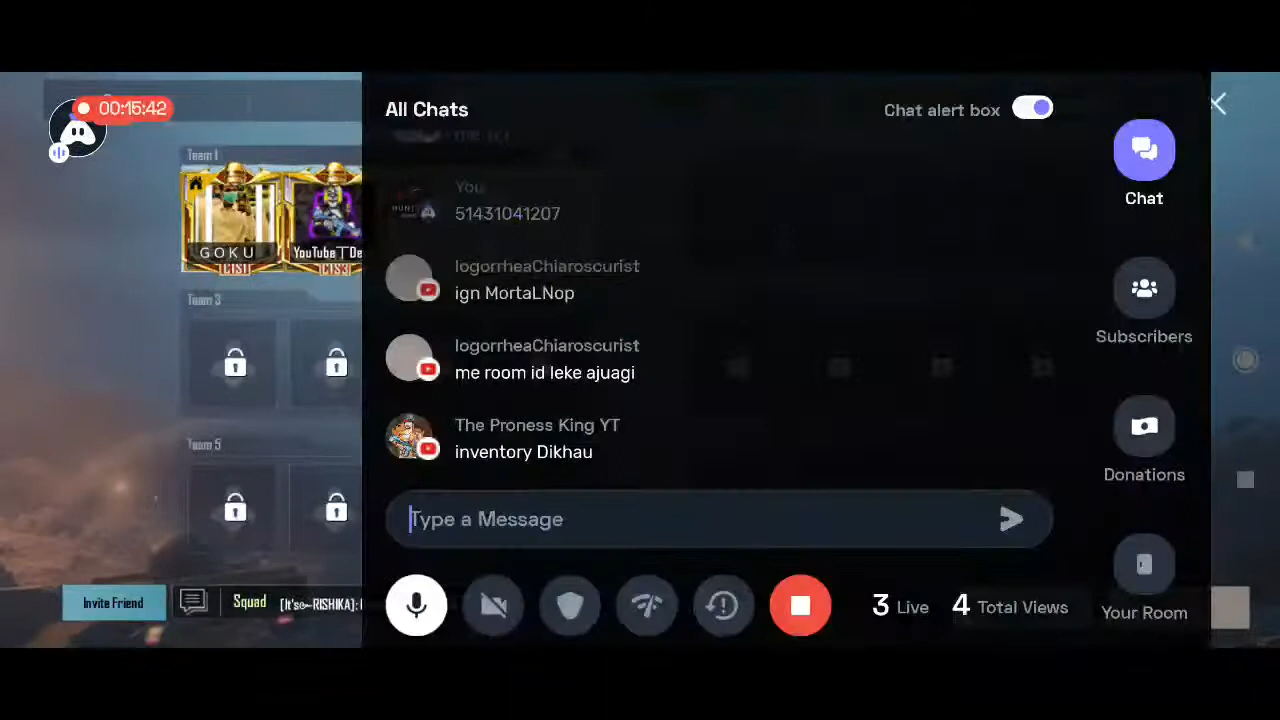 00:15:42
All Chats
Chat alert box
Chat
You
51431041207
logorrheaChiaroscurist
ign MortaLNop
logorrheaChiaroscurist
me room id leke ajuagi
The Proness King YT
inventory Dikhau
Type a Message
3 Live
4 Total Views
Subscribers
Donations
Your Room
Team 1
G O K U
YouTube
Team 3
Team 5
Invite Friend
Squad